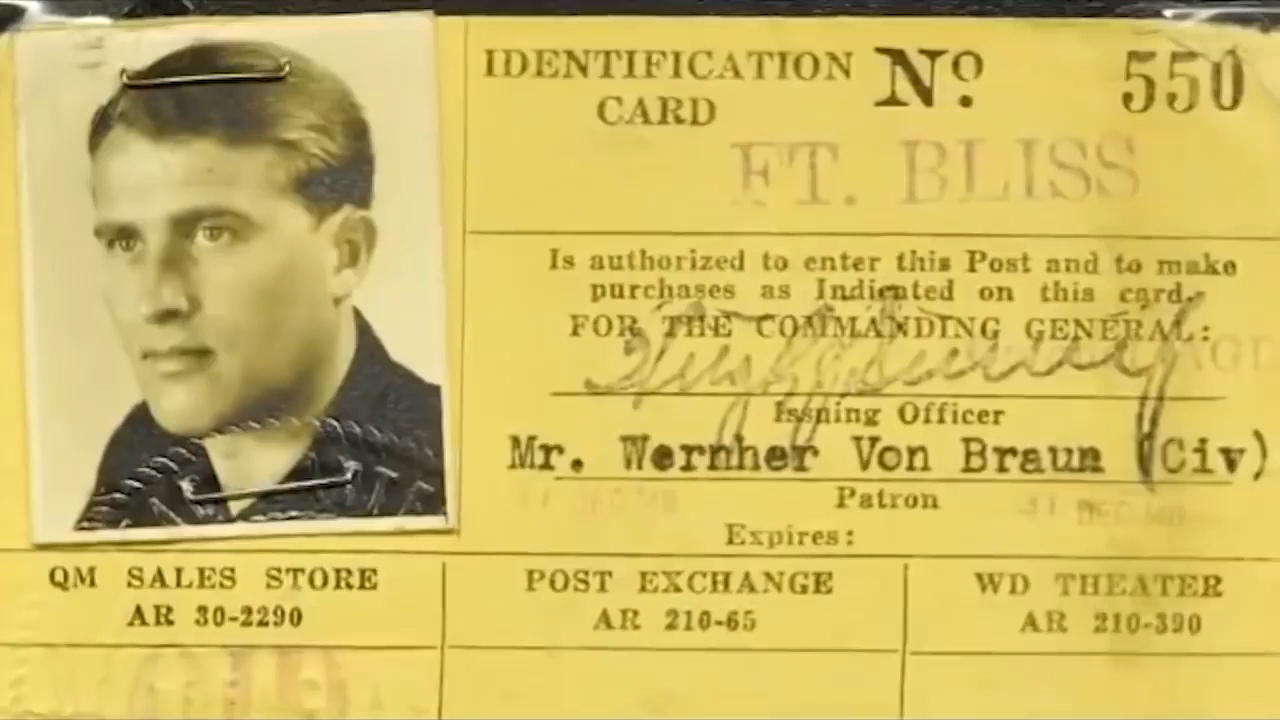 IDENTIFICATION CARD Nº 550
FT. BLISS
Is authorized to enter this Post and to make
purchases as Indicated on this card.
FOR THE COMMANDING GENERAL:
AGD
Issuing Officer
Mr. Wernher Von Braun (Civ)
Patron
Expires:
QM SALES STORE
AR 30-2290
POST EXCHANGE
AR 210-65
WD THEATER
AR 210-390